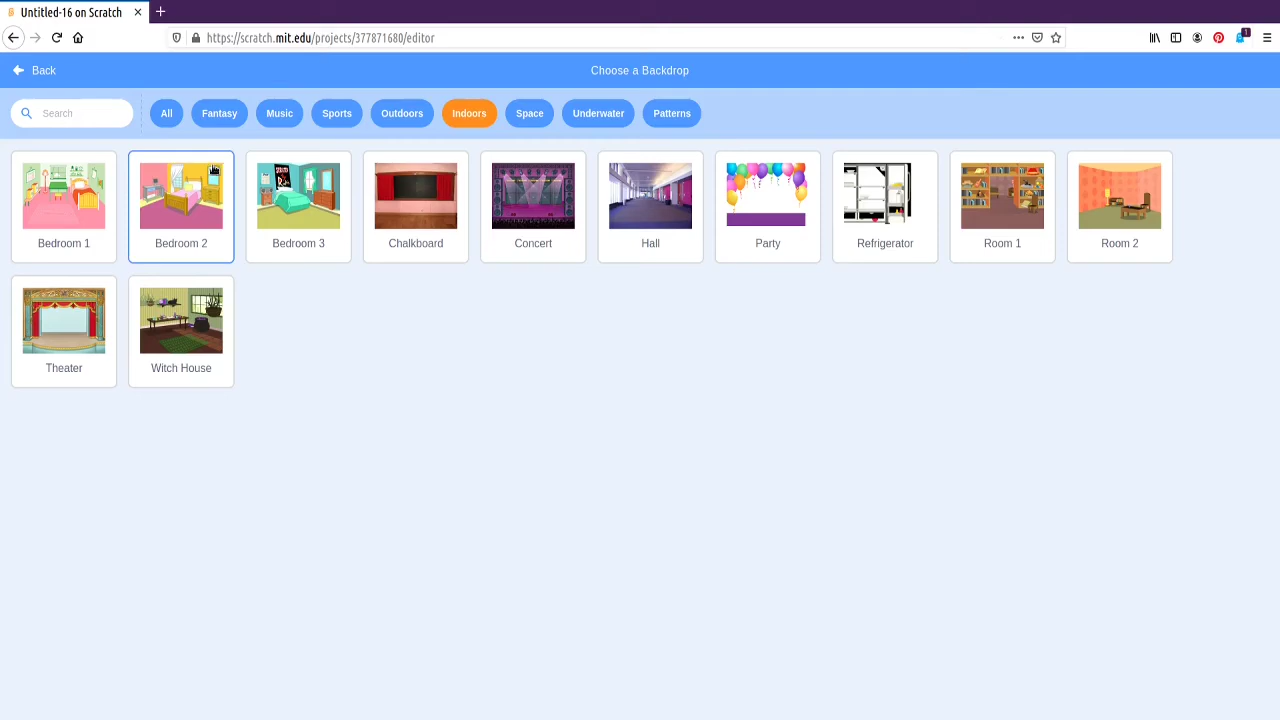 Untitled-16 on Scratch
https://scratch.mit.edu/projects/377871680/editor
1
Back
Choose a Backdrop
Search
All
Fantasy
Music
Sports
Outdoors
Indoors
Space
Underwater
Patterns
Bedroom 1
Bedroom 2
Bedroom 3
Chalkboard
Concert
Hall
Party
Refrigerator
Room 1
Room 2
Theater
Witch House